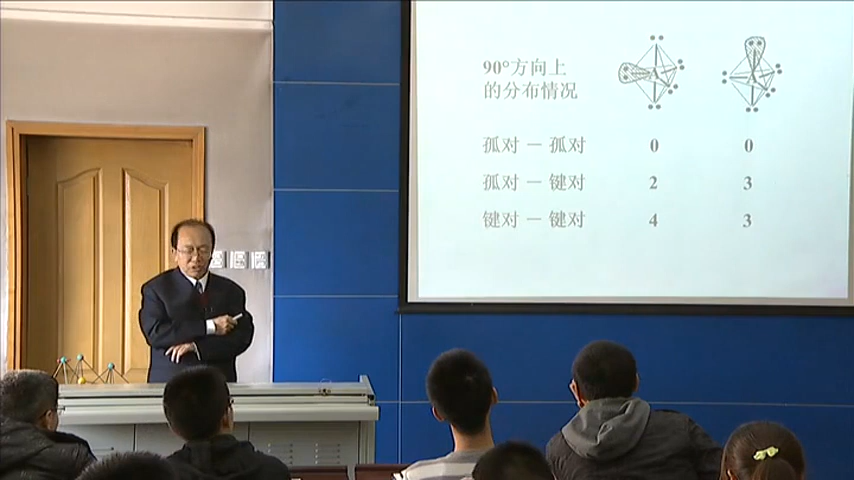 90°方向上
的分布情况
A A
孤对 — 孤对 0 0
孤对 — 键对 2 3
键对 — 键对 4 3